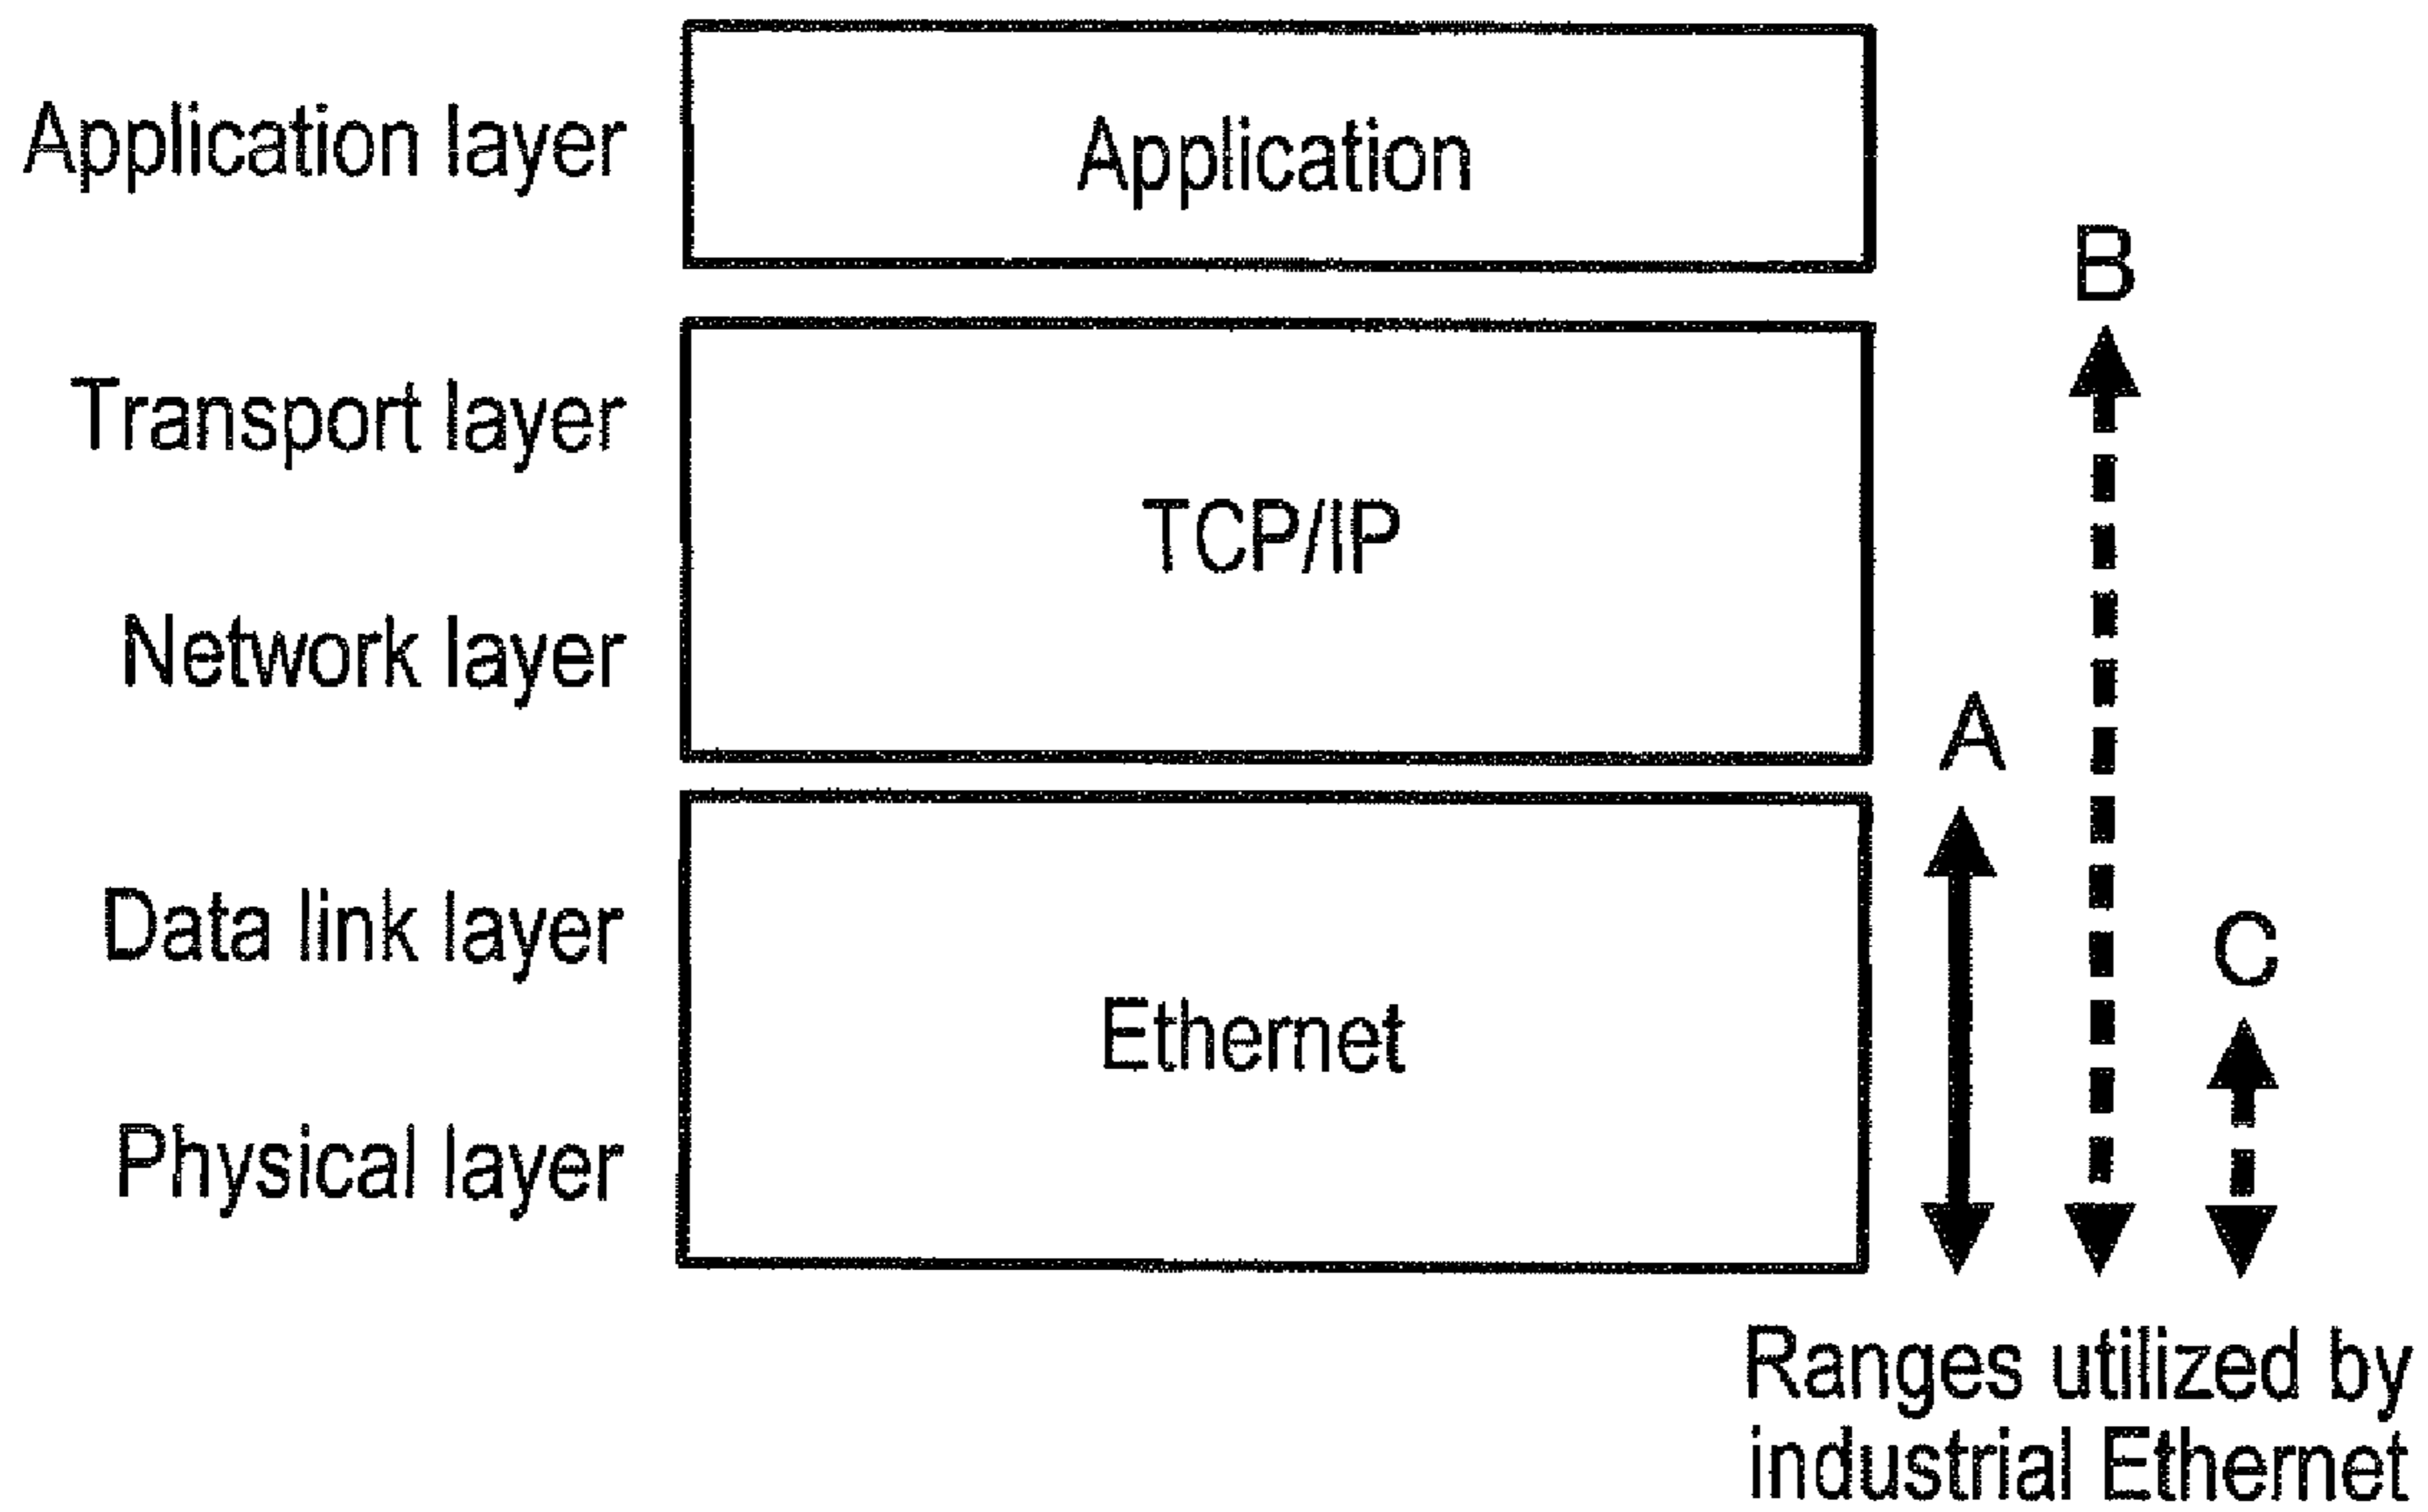 Application layer
Application
B
Transport layer
TCP/IP
Network layer
A
Data link layer
C
Ethernet
Physical layer
Ranges utilized by
industrial Ethernet